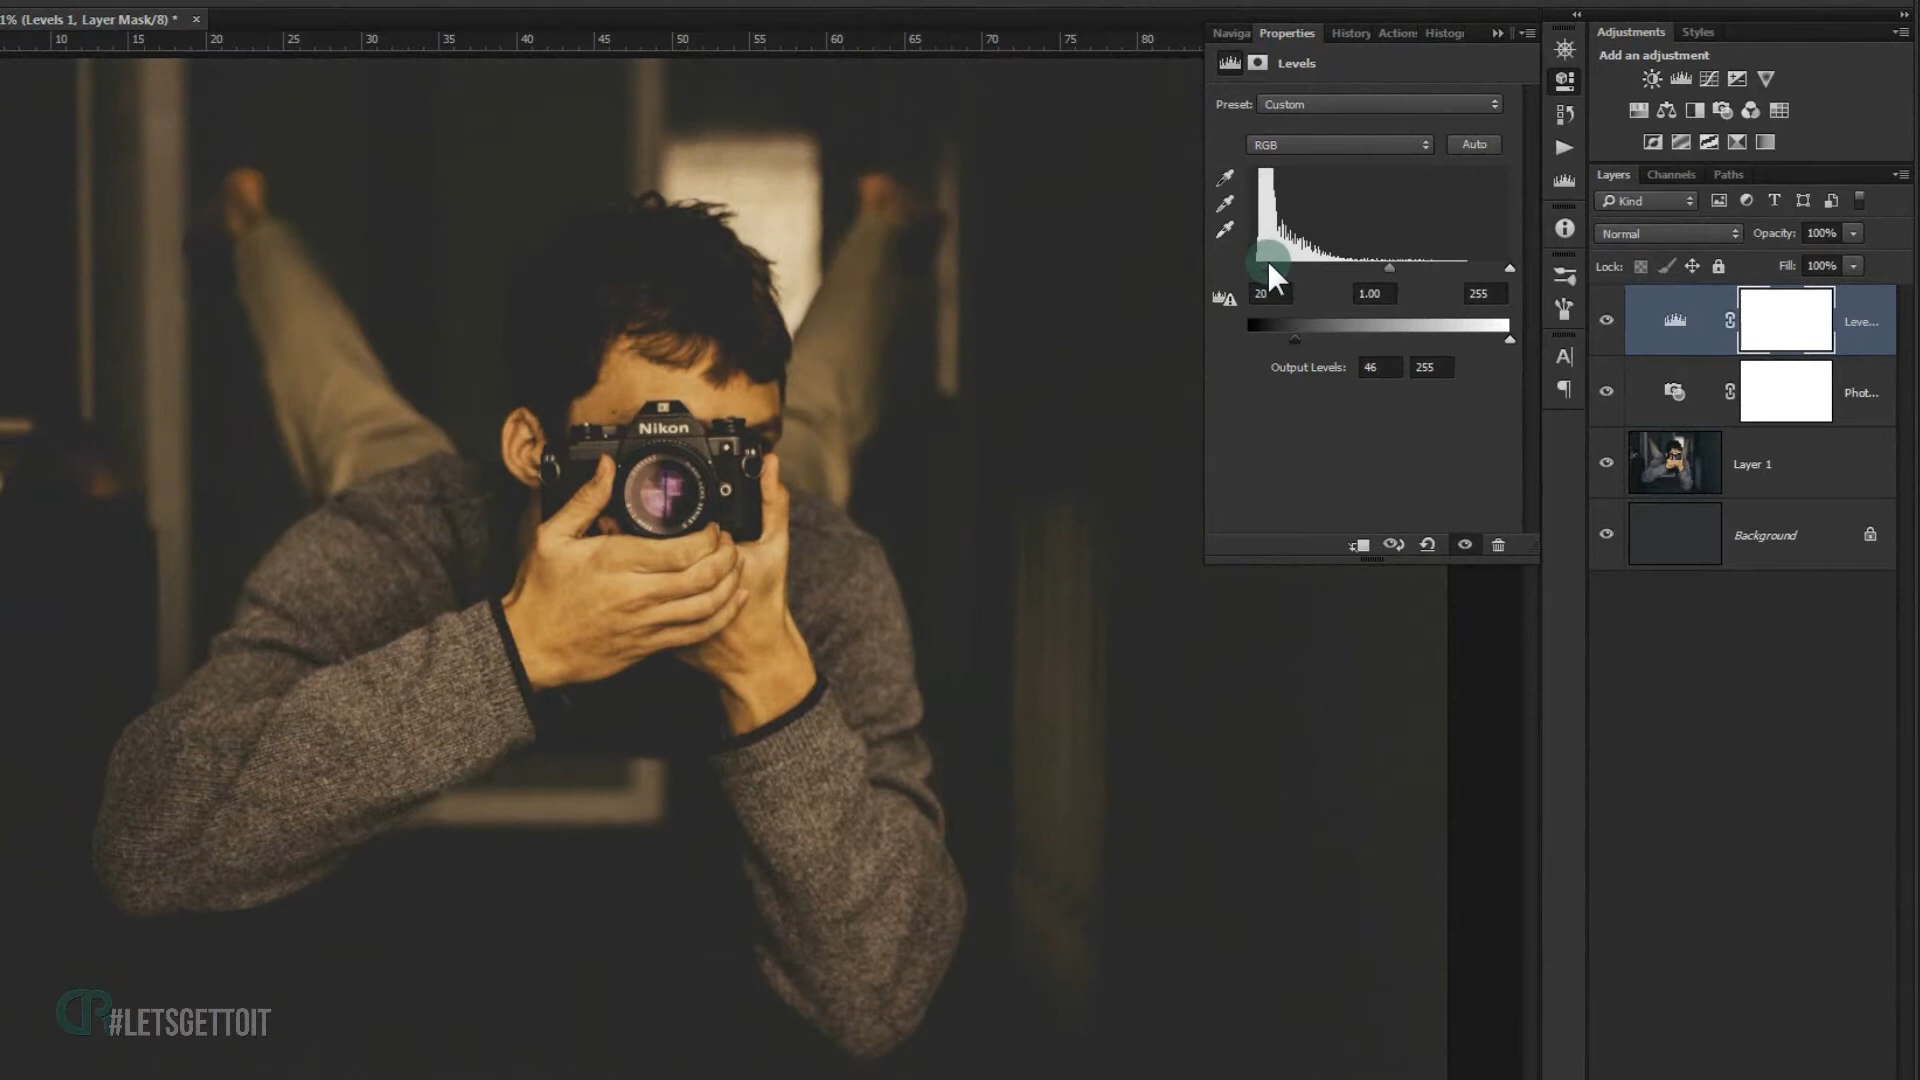 1% (Levels 1, Layer Mask/8) * ×
10 15 20 25 30 35 40 45 50 55 60 65 70 75 80
Naviga Properties History Action: Histogr
Levels
Preset: Custom
RGB Auto
20 1.00 255
Output Levels: 46 255
Adjustments Styles
Add an adjustment
Layers Channels Paths
Kind
Normal Opacity: 100%
Lock: Fill: 100%
Leve...
Phot...
Layer 1
Background
Nikon
#LETSGETTOIT